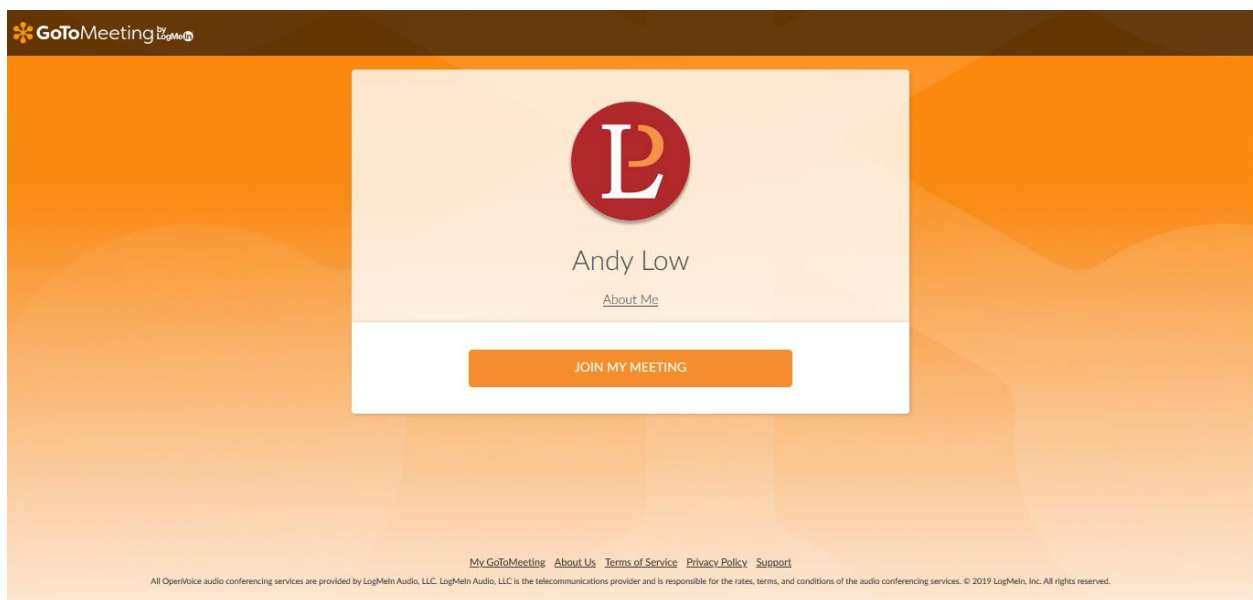 GoToMeeting by LogMeIn
LP
Andy Low
About Me
JOIN MY MEETING
My GoToMeeting About Us Terms of Service Privacy Policy Support
All OpenVoice audio conferencing services are provided by LogMeIn Audio, LLC. LogMeIn Audio, LLC is the telecommunications provider and is responsible for the rates, terms, and conditions of the audio conferencing services. © 2019 LogMeIn, Inc. All rights reserved.